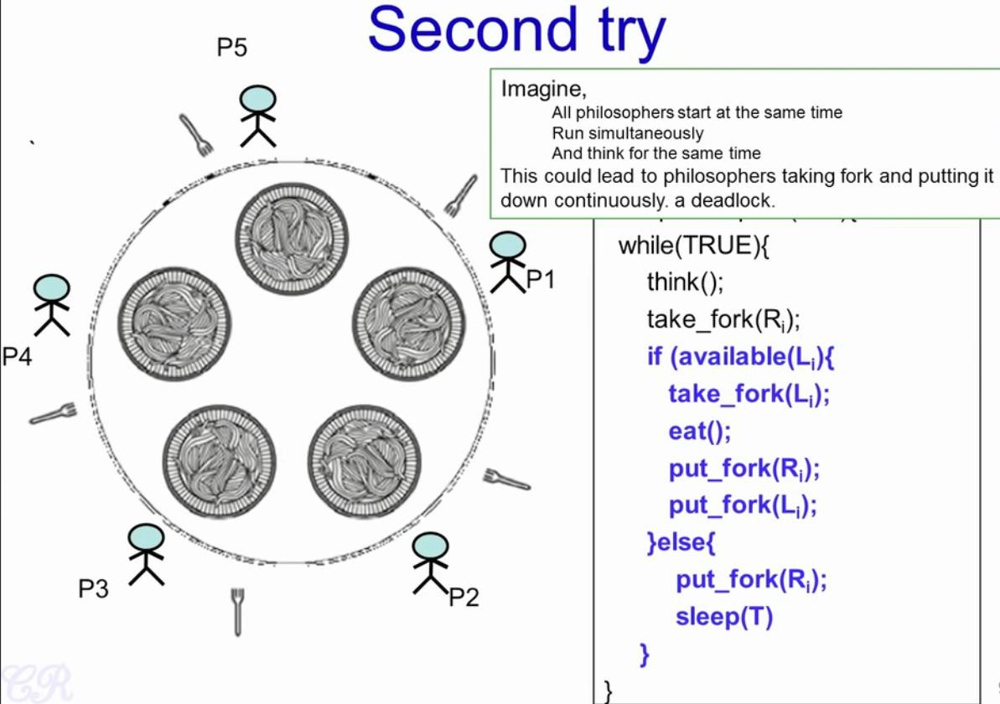 Second try
P5
Imagine,
All philosophers start at the same time
Run simultaneously
And think for the same time
This could lead to philosophers taking fork and putting it
down continuously. a deadlock.
while(TRUE){
P1
think();
take_fork(Ri);
P4
if (available(Li){
take_fork(Li);
eat();
put_fork(Ri);
put_fork(Li);
}else{
P3
put_fork(Ri);
P2
sleep(T)
}
}
CR